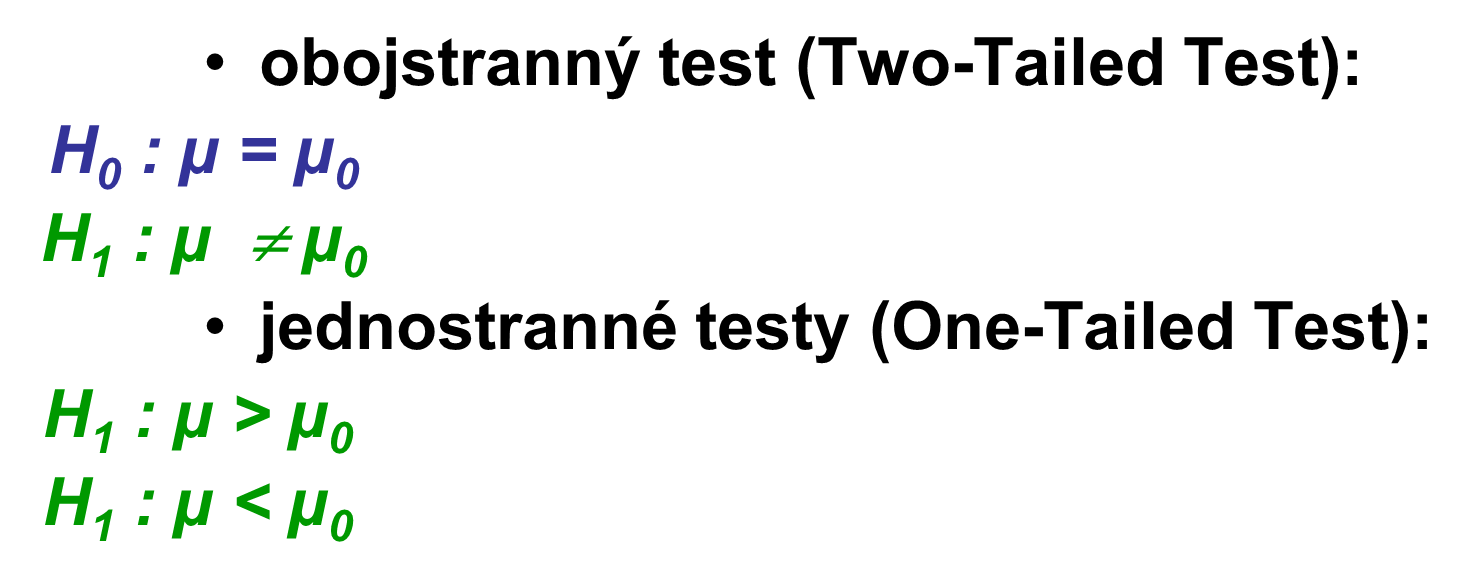 • obojstranný test (Two-Tailed Test):
H₀ : μ = μ₀
H₁ : μ ≠ μ₀
• jednostranné testy (One-Tailed Test):
H₁ : μ > μ₀
H₁ : μ < μ₀